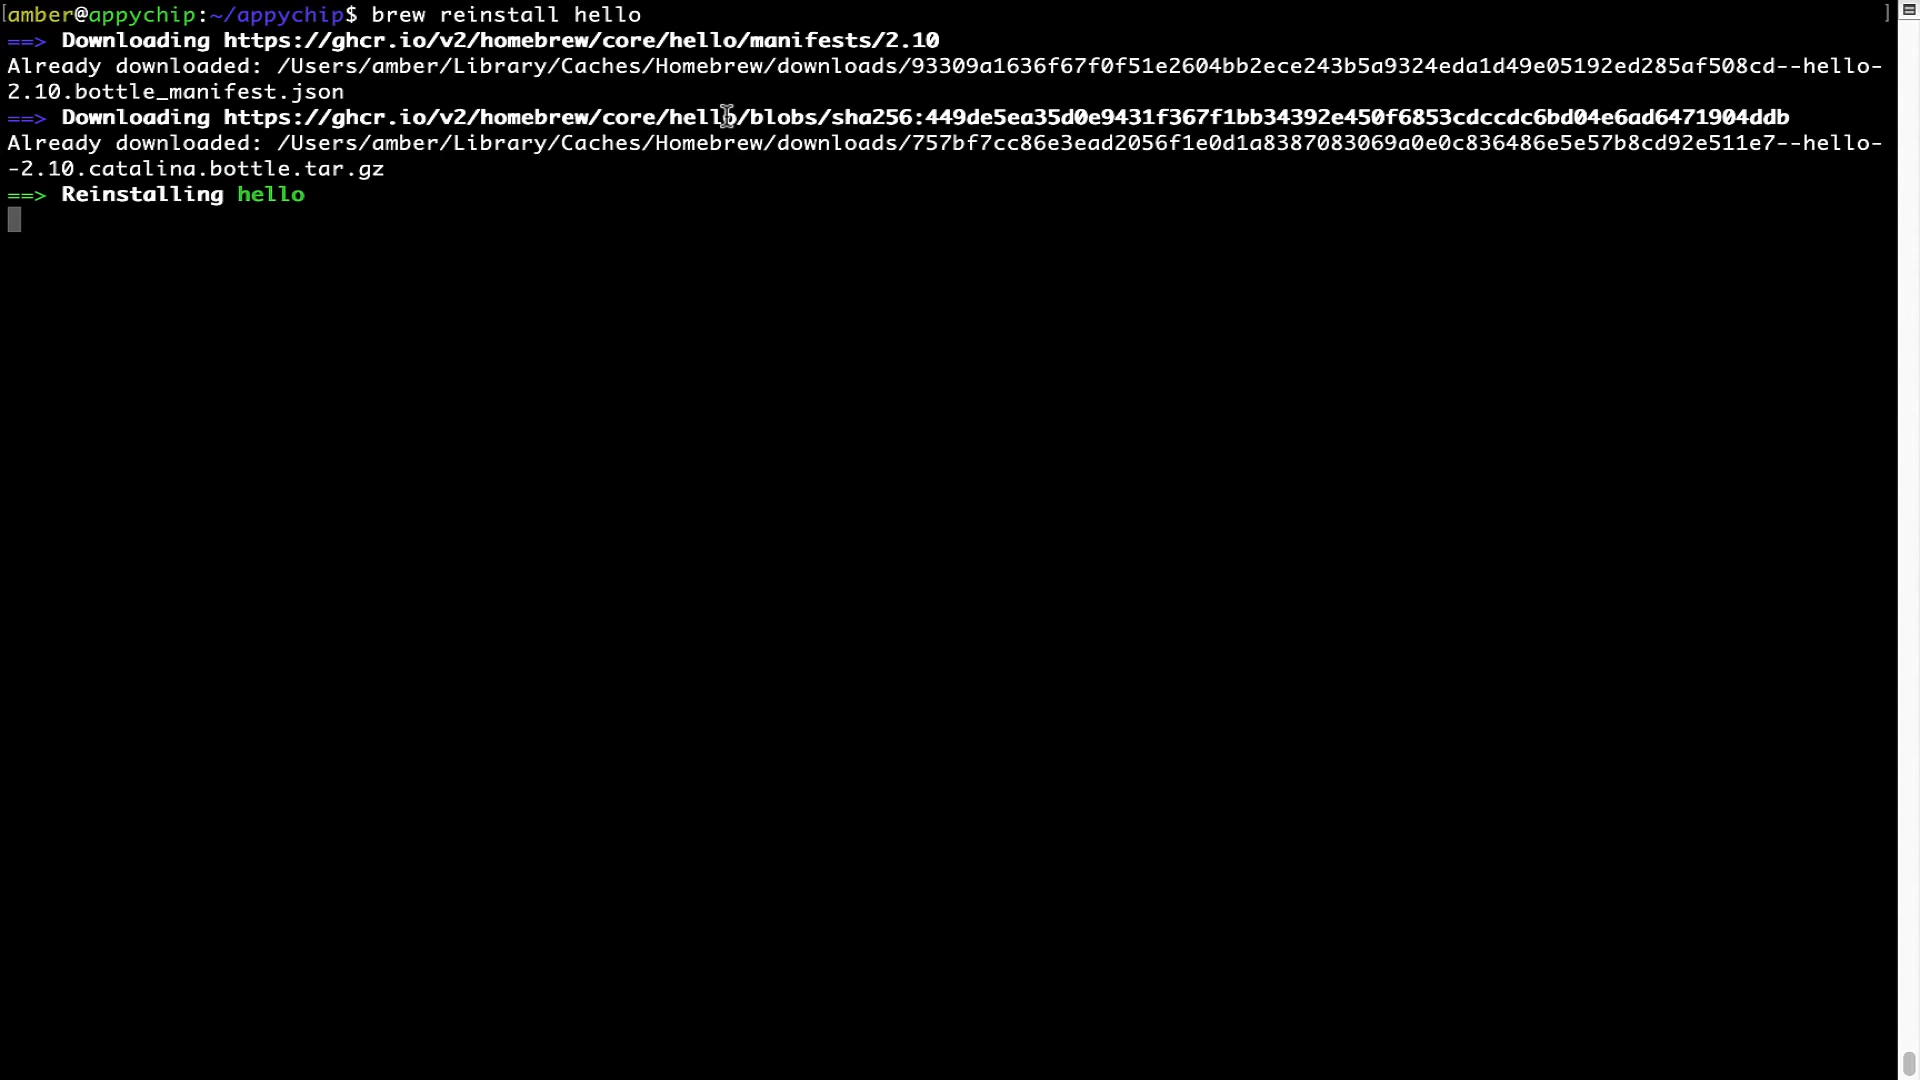 [amber@appychip:~/appychip$ brew reinstall hello ]
==> Downloading https://ghcr.io/v2/homebrew/core/hello/manifests/2.10
Already downloaded: /Users/amber/Library/Caches/Homebrew/downloads/93309a1636f67f0f51e2604bb2ece243b5a9324eda1d49e05192ed285af508cd--hello-
2.10.bottle_manifest.json
==> Downloading https://ghcr.io/v2/homebrew/core/hello/blobs/sha256:449de5ea35d0e9431f367f1bb34392e450f6853cdccdc6bd04e6ad6471904ddb
Already downloaded: /Users/amber/Library/Caches/Homebrew/downloads/757bf7cc86e3ead2056f1e0d1a8387083069a0e0c836486e5e57b8cd92e511e7--hello-
-2.10.catalina.bottle.tar.gz
==> Reinstalling hello